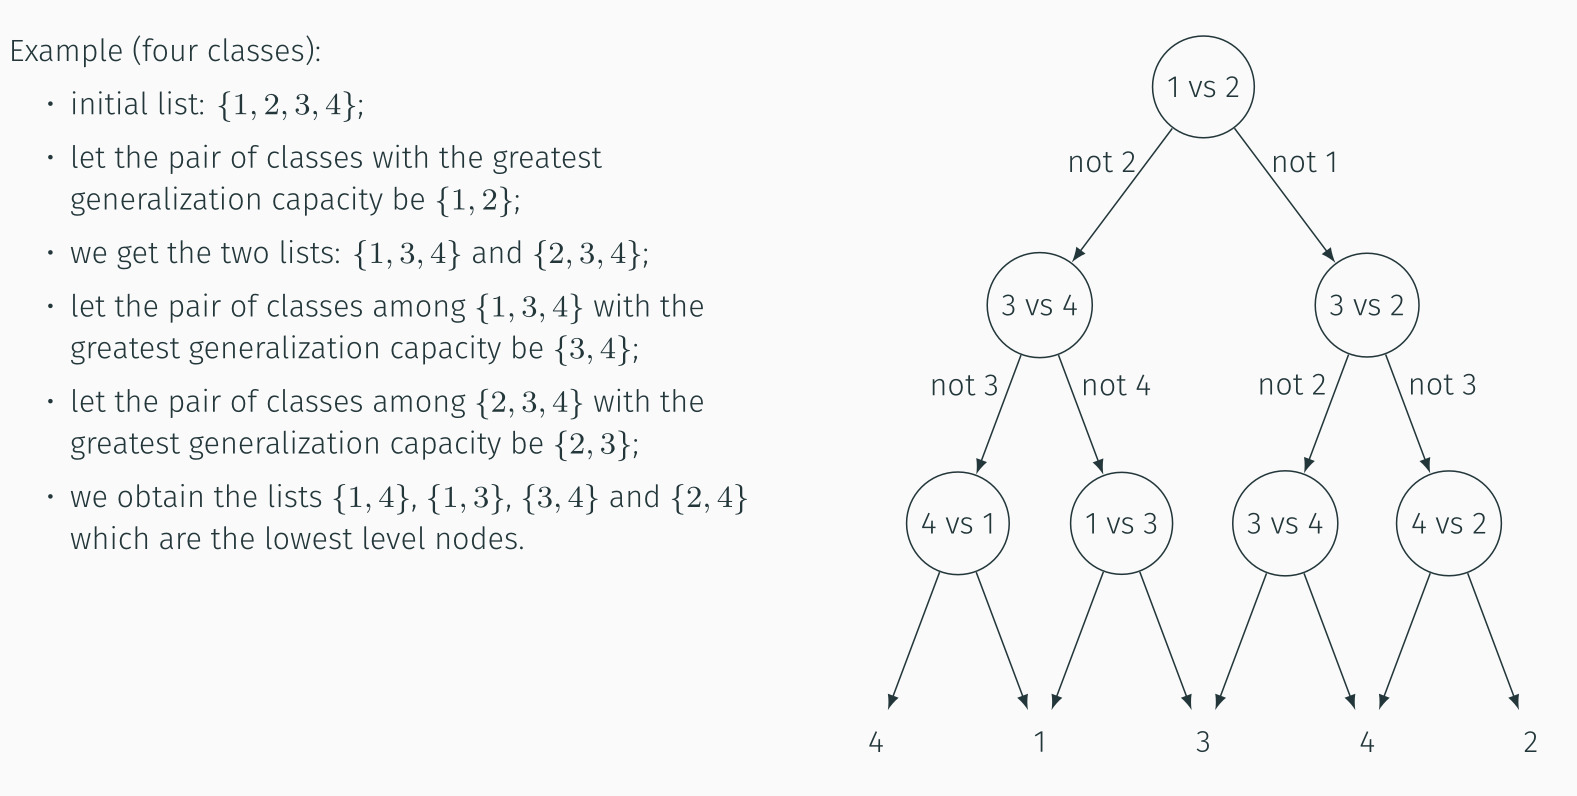 Example (four classes):
• initial list: {1, 2, 3, 4};
• let the pair of classes with the greatest
generalization capacity be {1, 2};
• we get the two lists: {1, 3, 4} and {2, 3, 4};
• let the pair of classes among {1, 3, 4} with the
greatest generalization capacity be {3, 4};
• let the pair of classes among {2, 3, 4} with the
greatest generalization capacity be {2, 3};
• we obtain the lists {1, 4}, {1, 3}, {3, 4} and {2, 4}
which are the lowest level nodes.
1 vs 2
not 2
not 1
3 vs 4
3 vs 2
not 3
not 4
not 2
not 3
4 vs 1
1 vs 3
3 vs 4
4 vs 2
4
1
3
4
2